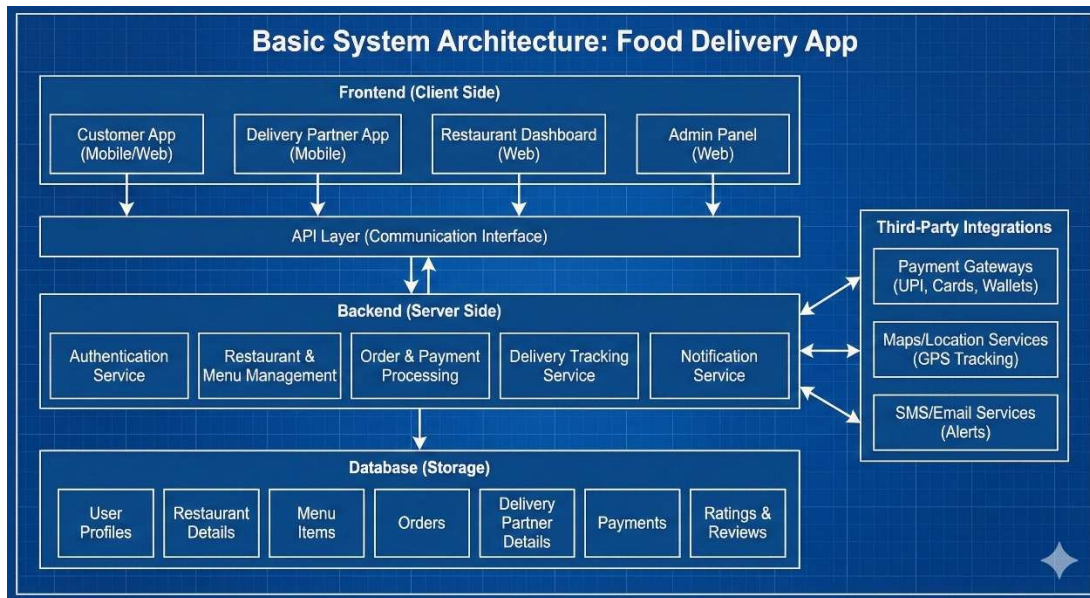 Basic System Architecture: Food Delivery App
Frontend (Client Side)
Customer App
(Mobile/Web)
Delivery Partner App
(Mobile)
Restaurant Dashboard
(Web)
Admin Panel
(Web)
API Layer (Communication Interface)
Backend (Server Side)
Authentication
Service
Restaurant &
Menu Management
Order & Payment
Processing
Delivery Tracking
Service
Notification
Service
Third-Party Integrations
Payment Gateways
(UPI, Cards, Wallets)
Maps/Location Services
(GPS Tracking)
SMS/Email Services
(Alerts)
Database (Storage)
User
Profiles
Restaurant
Details
Menu
Items
Orders
Delivery
Partner
Details
Payments
Ratings &
Reviews